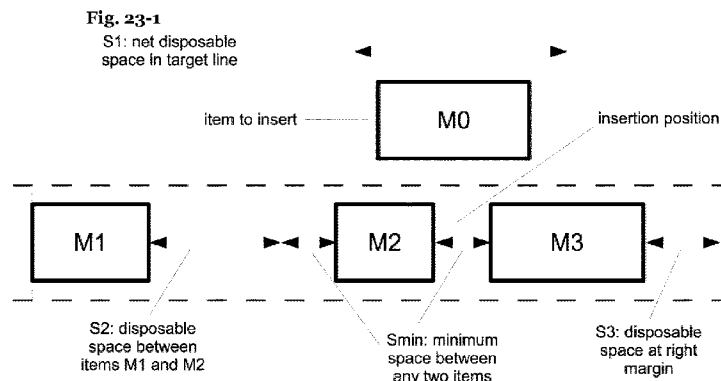 Fig. 23-1
S1: net disposable
space in target line
item to insert
M0
insertion position
M1
M2
M3
S2: disposable
space between
items M1 and M2
Smin: minimum
space between
any two items
S3: disposable
space at right
margin